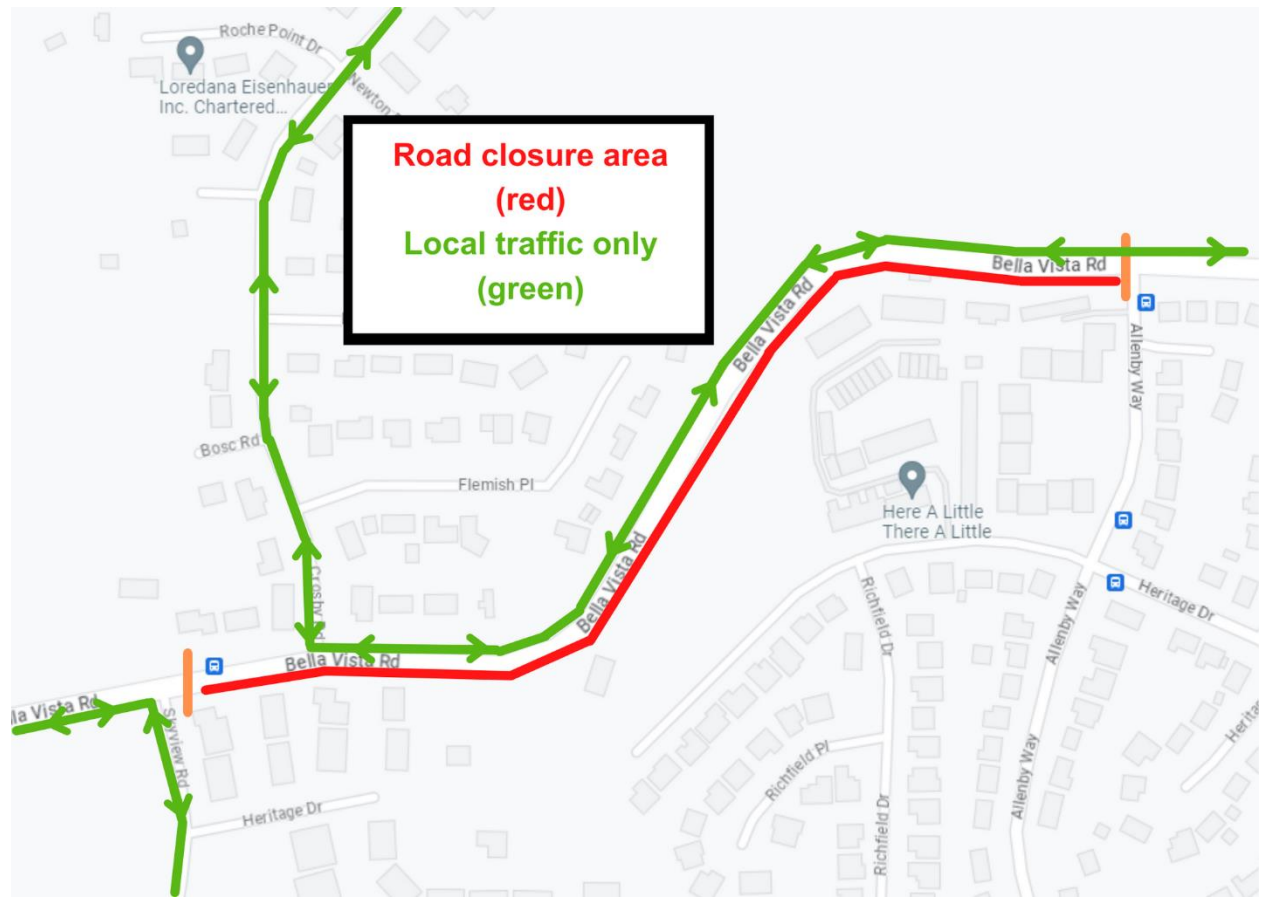 Roche Point Dr
Loredana Eisenhauer
Inc. Chartered...
Newton
Road closure area
(red)
Local traffic only
(green)
Bella Vista Rd
Bella Vista Rd
Allenby Way
Bosc Rd
Flemish Pl
Here A Little
There A Little
Bella Vista Rd
Crosby Rd
Richfield Dr
Heritage Dr
Bella Vista Rd
Allenby Way
la Vista Rd
Skyview Rd
Heritage Dr
Richfield Pl
Allenby Way
Herita
Richfield Dr